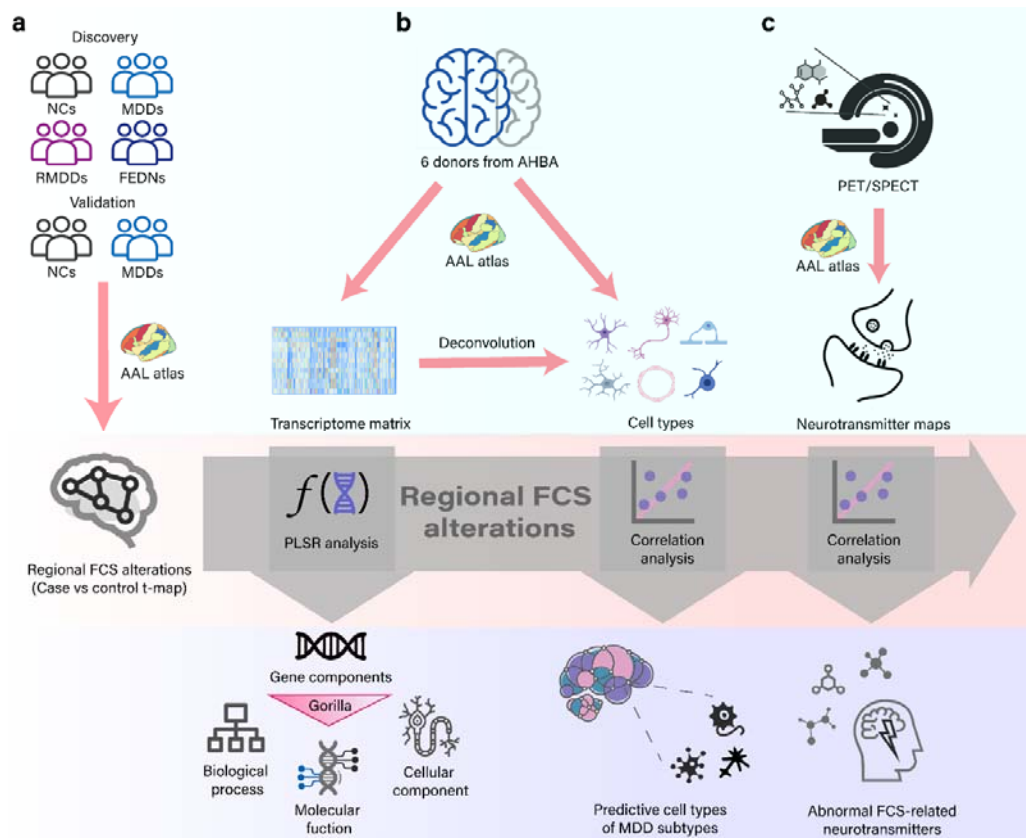 a
Discovery
NCs
MDDs
RMDDs
FEDNs
Validation
NCs
MDDs
AAL atlas
Regional FCS alterations
(Case vs control t-map)
b
6 donors from AHBA
AAL atlas
Deconvolution
Transcriptome matrix
Cell types
c
PET/SPECT
AAL atlas
Neurotransmitter maps
f( )
PLSR analysis
Regional FCS
alterations
Correlation
analysis
Correlation
analysis
Gene components
Gorilla
Biological
process
Molecular
fuction
Cellular
component
Predictive cell types
of MDD subtypes
Abnormal FCS-related
neurotransmitters